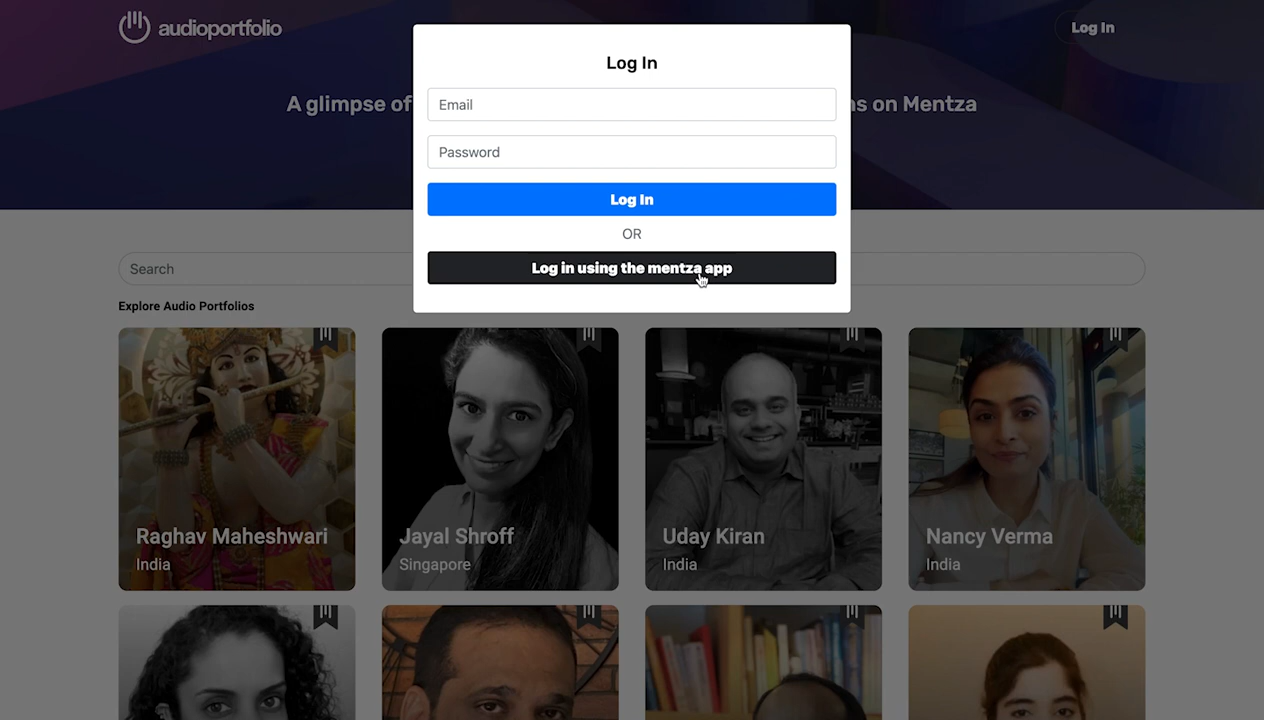 audioportfolio
Log In
A glimpse of
ns on Mentza
Log In
Email
Password
Log In
OR
Log in using the mentza app
Search
Explore Audio Portfolios
Raghav Maheshwari
India
Jayal Shroff
Singapore
Uday Kiran
India
Nancy Verma
India